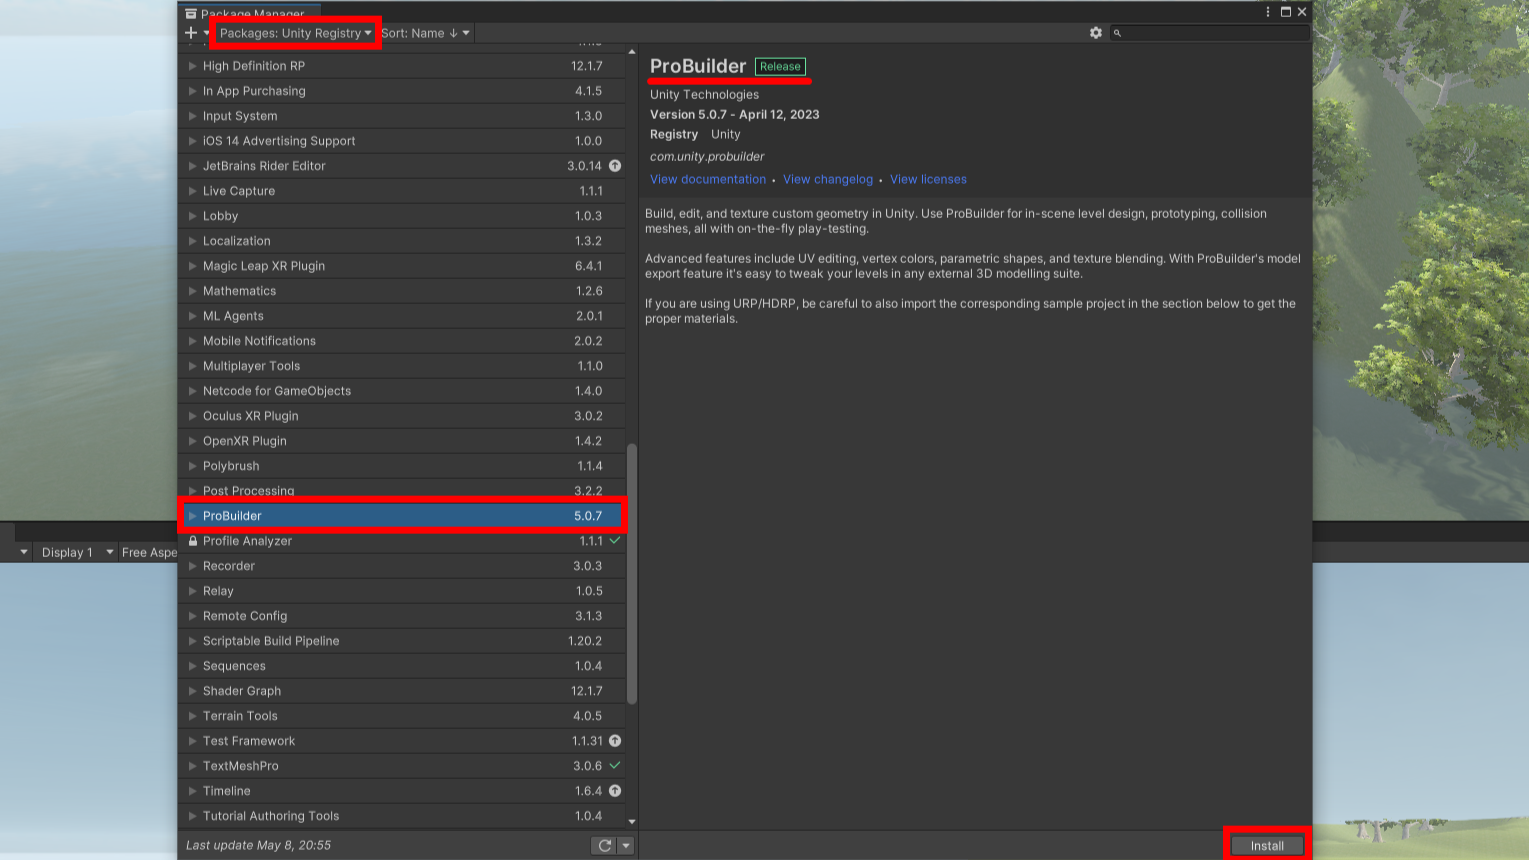 Package Manager
Packages: Unity Registry
Sort: Name ↓
High Definition RP 12.1.7
In App Purchasing 4.1.5
Input System 1.3.0
iOS 14 Advertising Support 1.0.0
JetBrains Rider Editor 3.0.14
Live Capture 1.1.1
Lobby 1.0.3
Localization 1.3.2
Magic Leap XR Plugin 6.4.1
Mathematics 1.2.6
ML Agents 2.0.1
Mobile Notifications 2.0.2
Multiplayer Tools 1.1.0
Netcode for GameObjects 1.4.0
Oculus XR Plugin 3.0.2
OpenXR Plugin 1.4.2
Polybrush 1.1.4
Post Processing 3.2.2
ProBuilder 5.0.7
Profile Analyzer 1.1.1
Recorder 3.0.3
Relay 1.0.5
Remote Config 3.1.3
Scriptable Build Pipeline 1.20.2
Sequences 1.0.4
Shader Graph 12.1.7
Terrain Tools 4.0.5
Test Framework 1.1.31
TextMeshPro 3.0.6
Timeline 1.6.4
Tutorial Authoring Tools 1.0.4
Last update May 8, 20:55
ProBuilder Release
Unity Technologies
Version 5.0.7 - April 12, 2023
Registry Unity
com.unity.probuilder
View documentation • View changelog • View licenses
Build, edit, and texture custom geometry in Unity. Use ProBuilder for in-scene level design, prototyping, collision
meshes, all with on-the-fly play-testing.
Advanced features include UV editing, vertex colors, parametric shapes, and texture blending. With ProBuilder's model
export feature it's easy to tweak your levels in any external 3D modelling suite.
If you are using URP/HDRP, be careful to also import the corresponding sample project in the section below to get the
proper materials.
Install
Display 1
Free Aspe